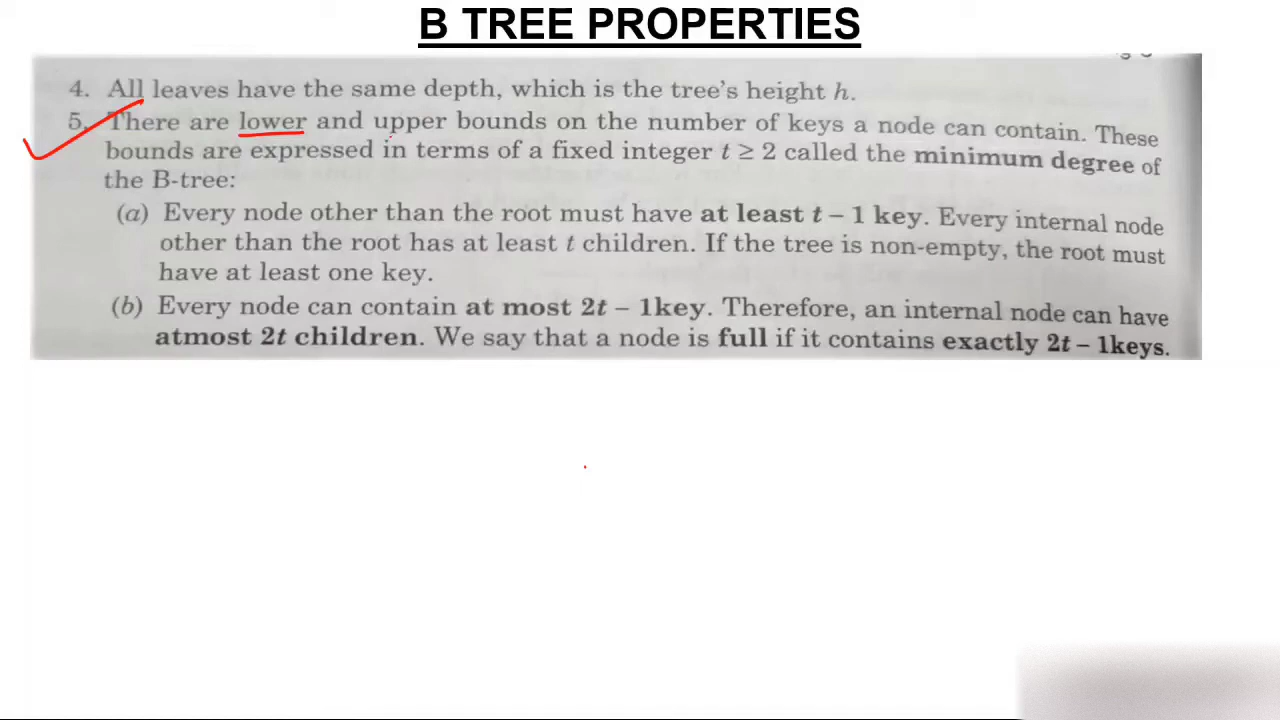 B TREE PROPERTIES
4. All leaves have the same depth, which is the tree's height h.
5. There are lower and upper bounds on the number of keys a node can contain. These
bounds are expressed in terms of a fixed integer t ≥ 2 called the minimum degree of
the B-tree:
(a) Every node other than the root must have at least t – 1 key. Every internal node
other than the root has at least t children. If the tree is non-empty, the root must
have at least one key.
(b) Every node can contain at most 2t – 1key. Therefore, an internal node can have
atmost 2t children. We say that a node is full if it contains exactly 2t – 1keys.